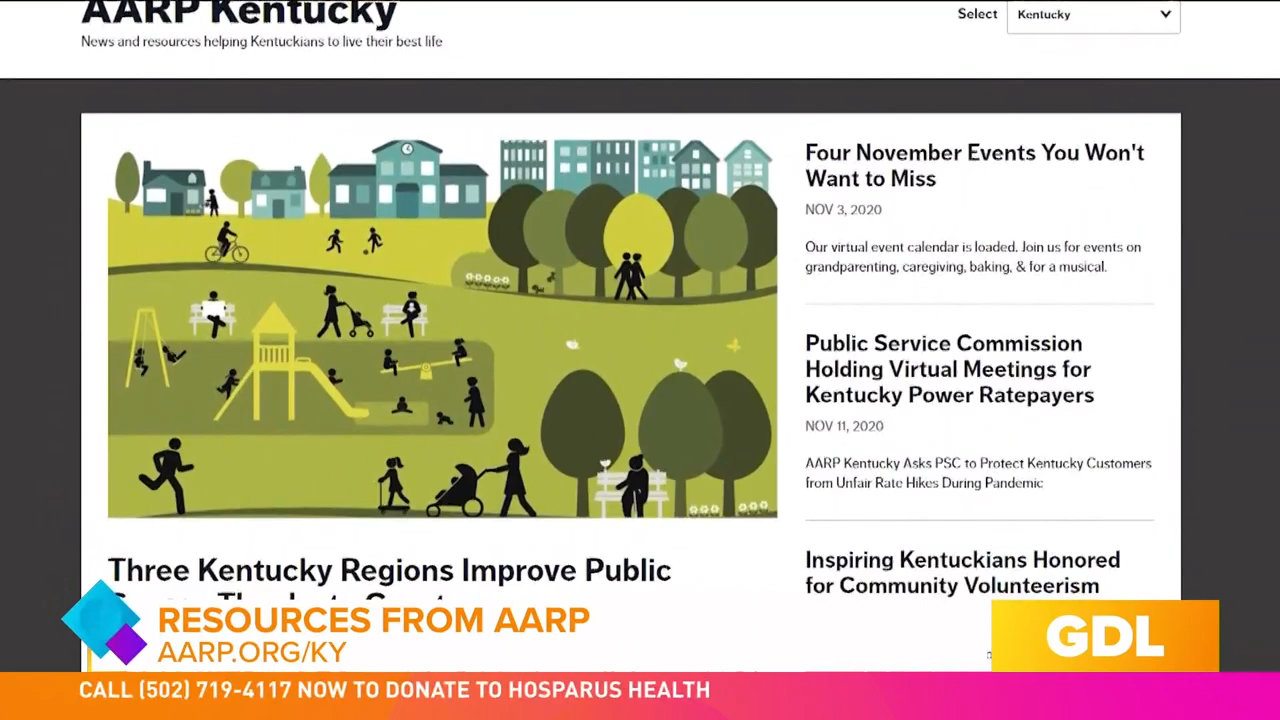 AARP Kentucky
News and resources helping Kentuckians to live their best life
Select
Kentucky
Four November Events You Won't
Want to Miss
NOV 3, 2020
Our virtual event calendar is loaded. Join us for events on
grandparenting, caregiving, baking, & for a musical.
Public Service Commission
Holding Virtual Meetings for
Kentucky Power Ratepayers
NOV 11, 2020
AARP Kentucky Asks PSC to Protect Kentucky Customers
from Unfair Rate Hikes During Pandemic
Inspiring Kentuckians Honored
for Community Volunteerism
Three Kentucky Regions Improve Public
RESOURCES FROM AARP
AARP.ORG/KY
GDL
CALL (502) 719-4117 NOW TO DONATE TO HOSPARUS HEALTH